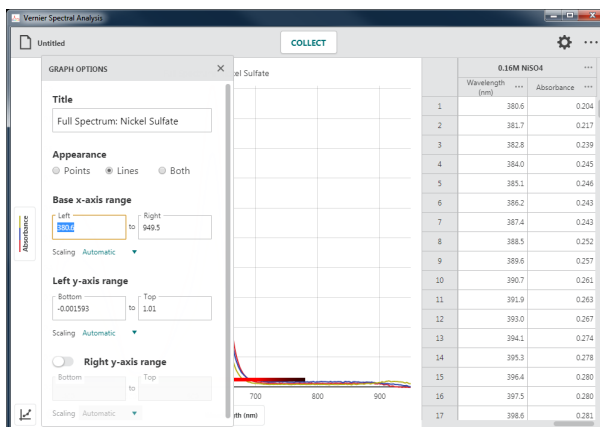 Vernier Spectral Analysis
Untitled
COLLECT
GRAPH OPTIONS
Title
Full Spectrum: Nickel Sulfate
Appearance
Points Lines Both
Base x-axis range
Left Right
380.6 to 949.5
Scaling Automatic
Left y-axis range
Bottom Top
-0.001593 to 1.01
Scaling Automatic
Right y-axis range
Bottom Top
to
Scaling Automatic
Absorbance
Sulfate
700 800 900
(nm)
0.16M NiSO4
Wavelength (nm) Absorbance
1 380.6 0.204
2 381.7 0.217
3 382.8 0.239
4 384.0 0.245
5 385.1 0.246
6 386.2 0.243
7 387.4 0.243
8 388.5 0.252
9 389.6 0.257
10 390.7 0.261
11 391.9 0.263
12 393.0 0.267
13 394.1 0.274
14 395.3 0.278
15 396.4 0.280
16 397.5 0.280
17 398.6 0.281